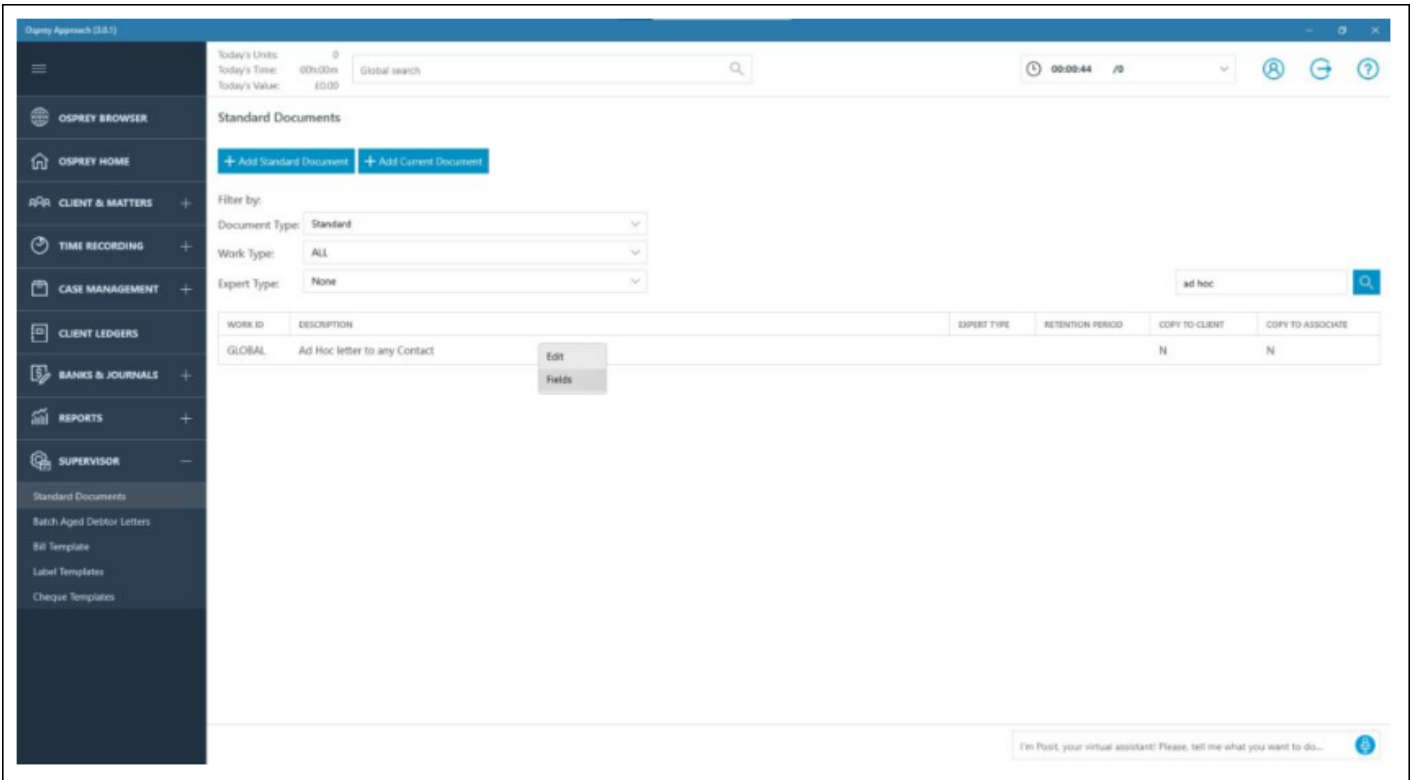 Osprey Approach (3.0.1)
Today's Units: 0
Today's Time: 00h:00m
Today's Value: £0.00
Global search
00:00:44 /0
OSPREY BROWSER
OSPREY HOME
CLIENT & MATTERS
TIME RECORDING
CASE MANAGEMENT
CLIENT LEDGERS
BANKS & JOURNALS
REPORTS
SUPERVISOR
Standard Documents
Batch Aged Debtor Letters
Bill Template
Label Templates
Cheque Templates
Standard Documents
+ Add Standard Document + Add Current Document
Filter by:
Document Type: Standard
Work Type: ALL
Expert Type: None
ad hoc
WORK ID DESCRIPTION EXPERT TYPE RETENTION PERIOD COPY TO CLIENT COPY TO ASSOCIATE
GLOBAL Ad Hoc letter to any Contact N N
Edit
Fields
I'm Posit, your virtual assistant! Please, tell me what you want to do...